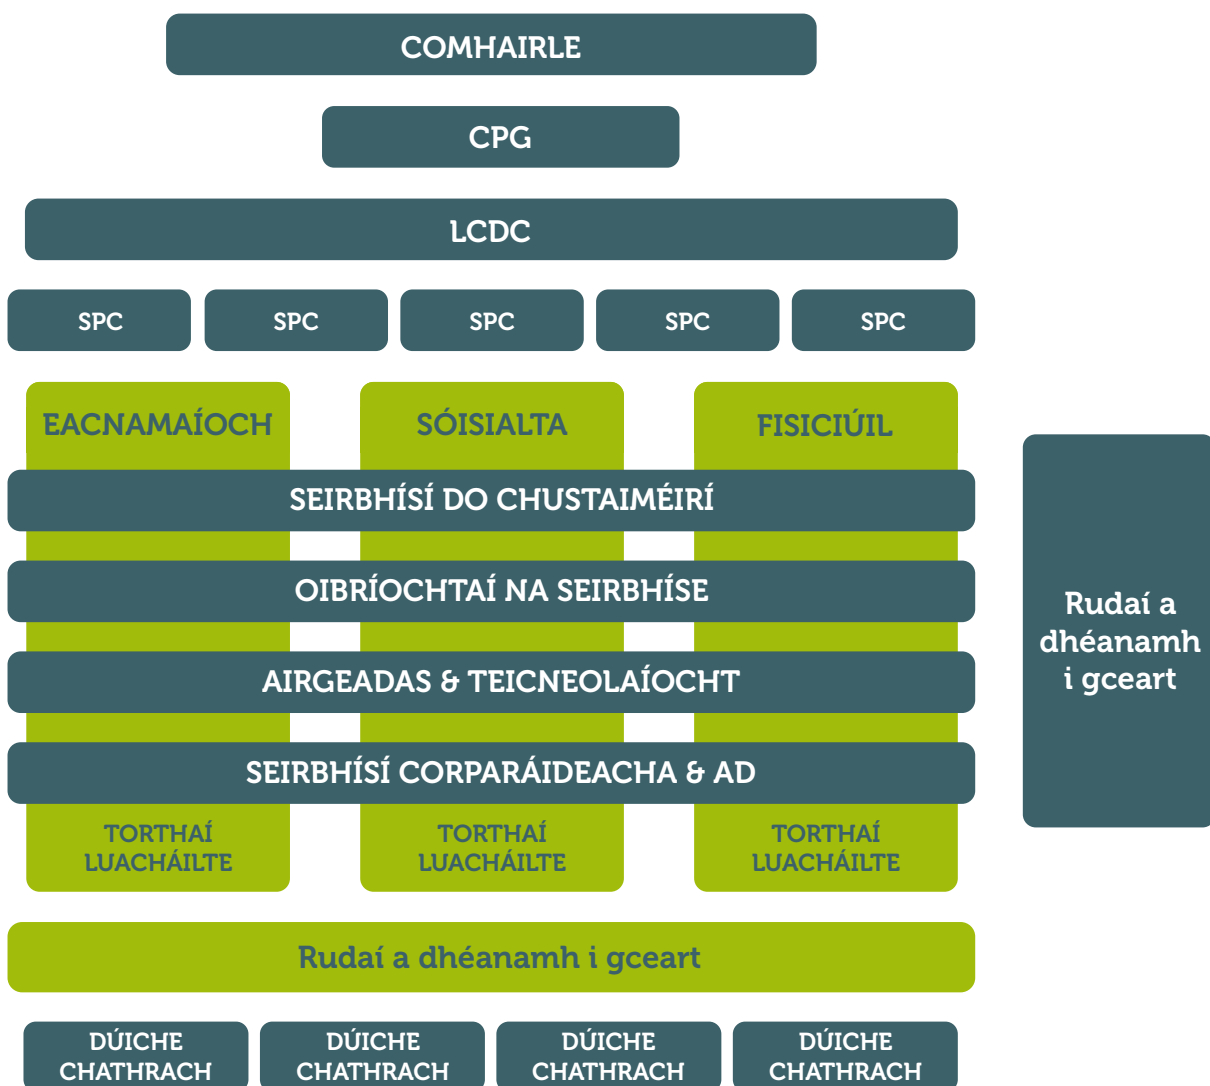 COMHAIRLE
CPG
LCDC
SPC
SPC
SPC
SPC
SPC
EACNAMAÍOCH
SÓISIALTA
FISICIÚIL
SEIRBHÍSÍ DO CHUSTAIMÉIRÍ
OIBRÍOCHTAÍ NA SEIRBHÍSE
AIRGEADAS & TEICNEOLAÍOCHT
SEIRBHÍSÍ CORPARÁIDEACHA & AD
TORTHAÍ
LUACHÁILTE
TORTHAÍ
LUACHÁILTE
TORTHAÍ
LUACHÁILTE
Rudaí a dhéanamh i gceart
DÚICHE
CHATHRACH
DÚICHE
CHATHRACH
DÚICHE
CHATHRACH
DÚICHE
CHATHRACH
Rudaí a
dhéanamh
i gceart